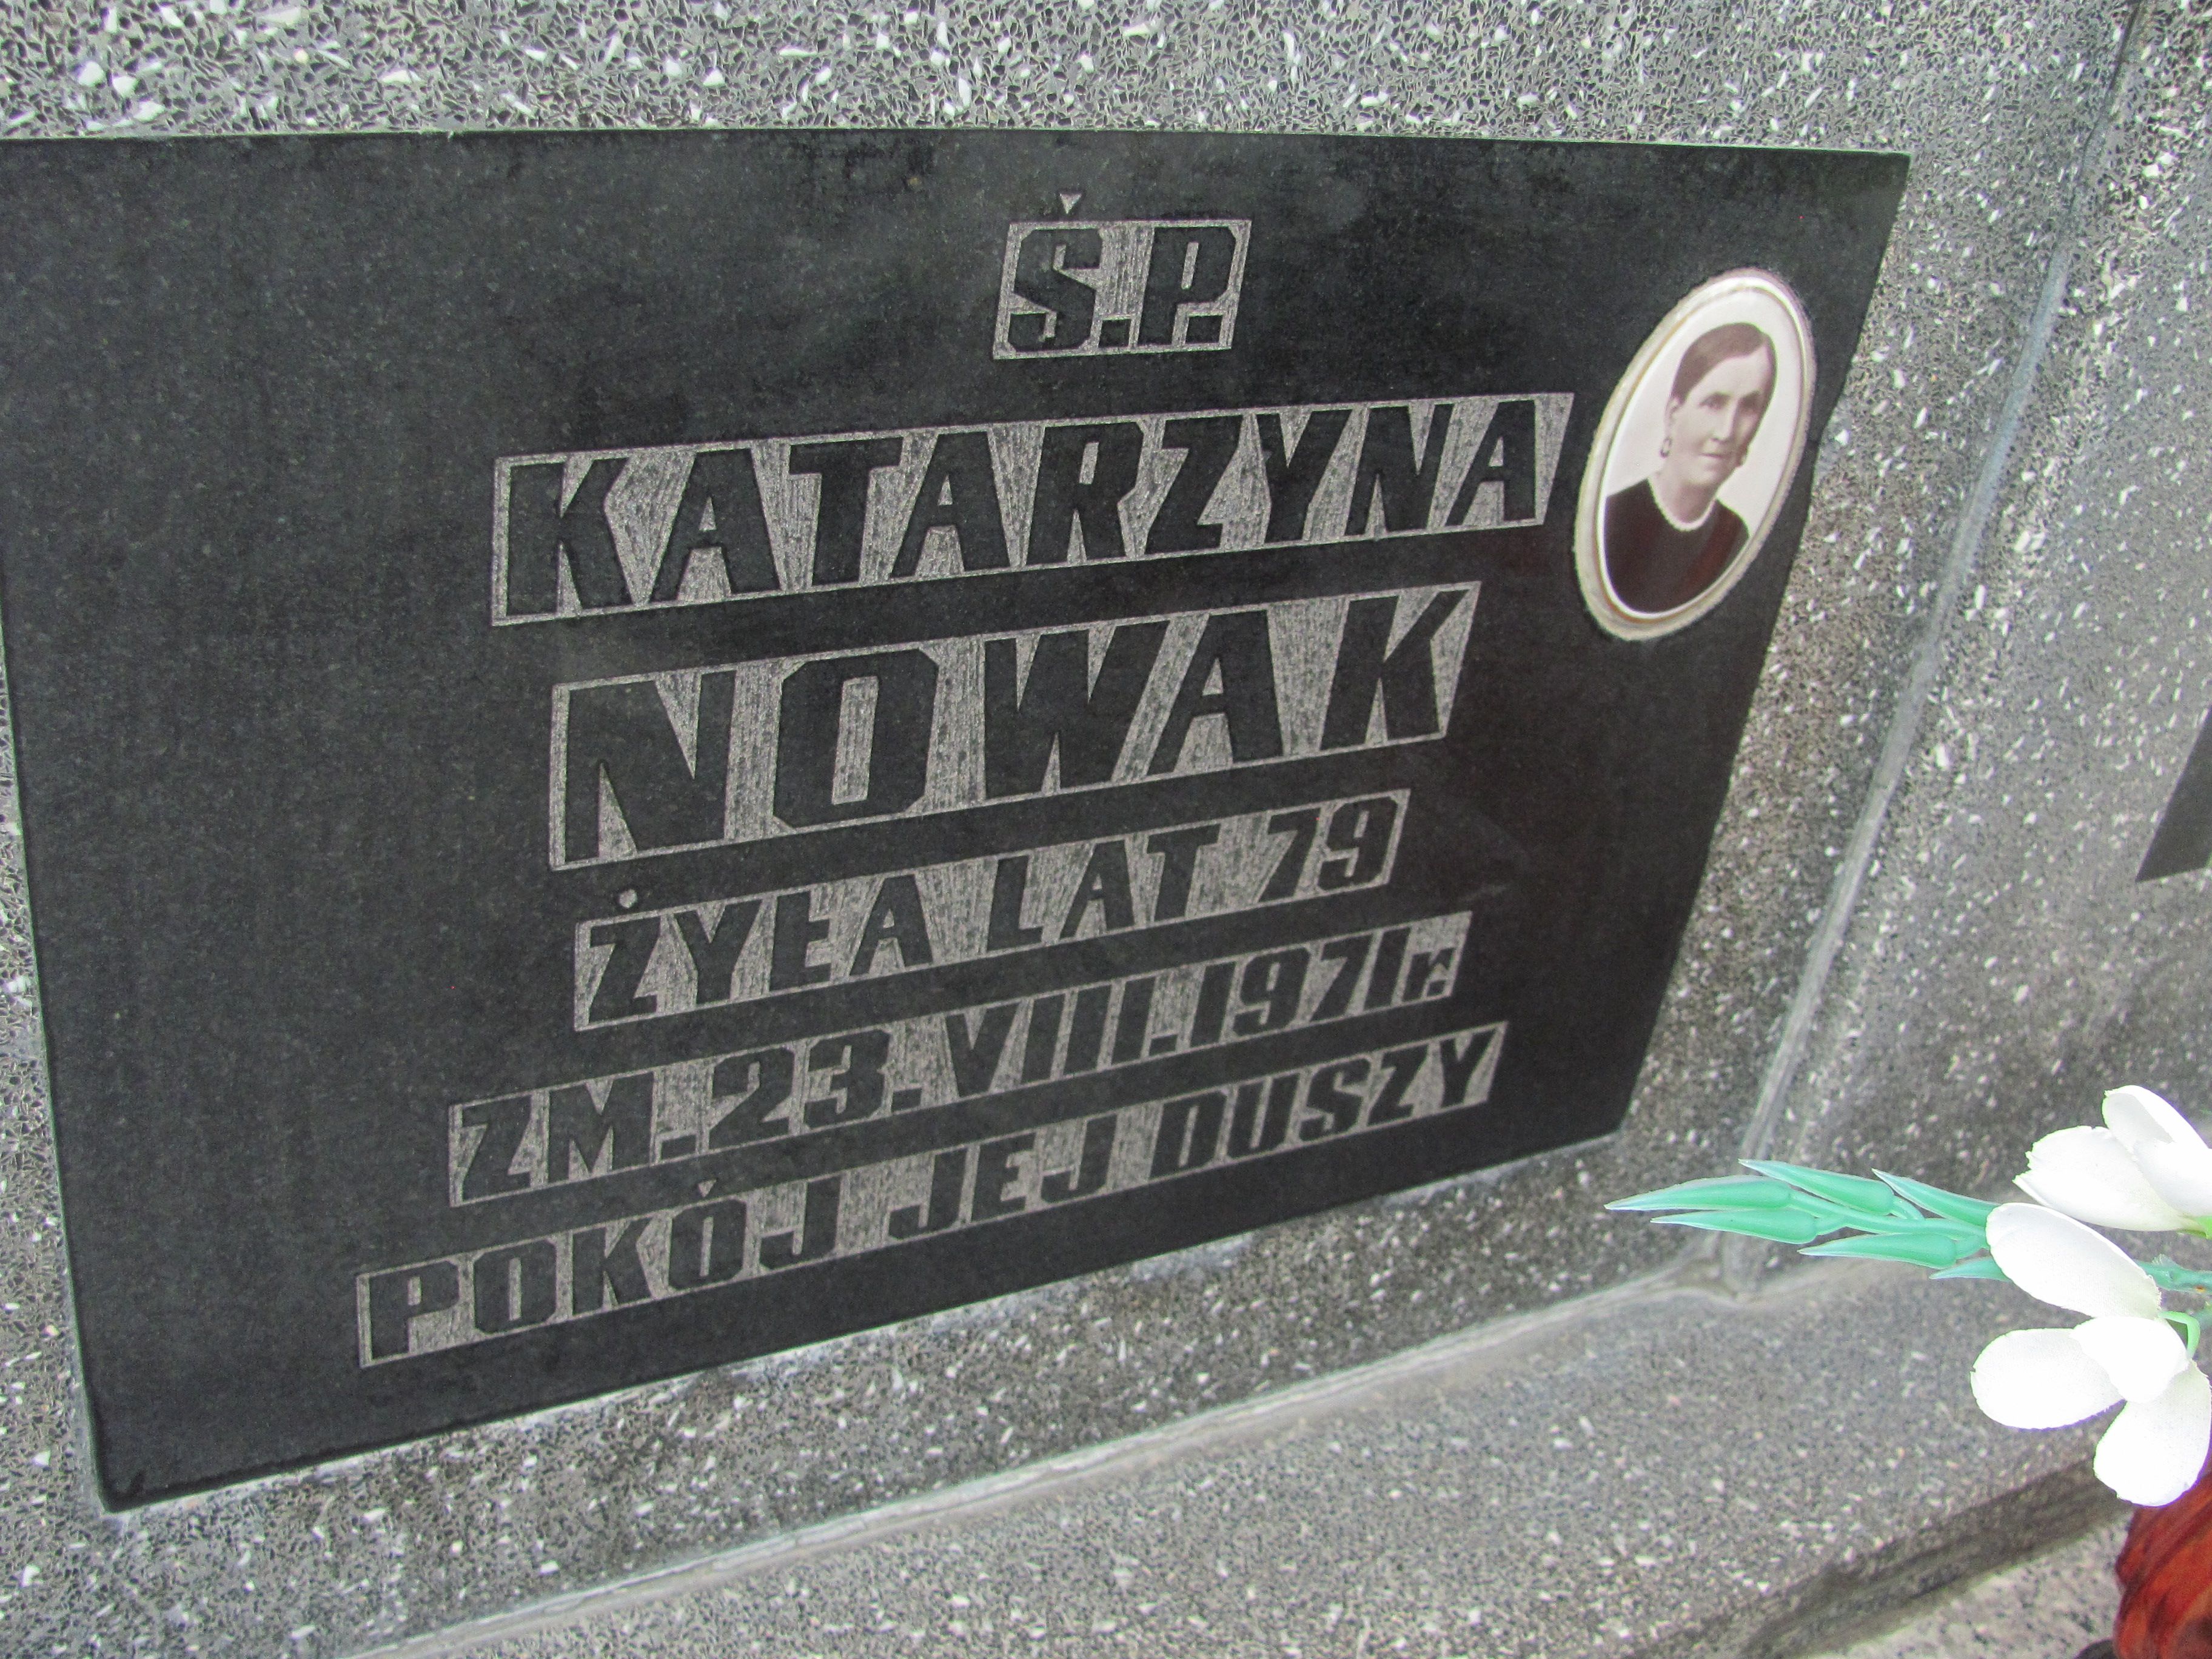 Ś.P.
KATARZYNA
NOWAK
ŻYŁA LAT 79
ZM. 23. VIII. 1971 r.
POKÓJ JEJ DUSZY